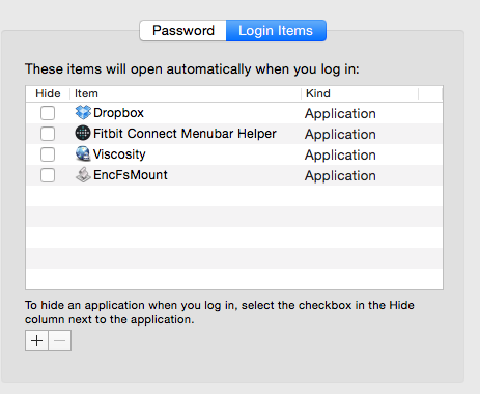 Password Login Items
These items will open automatically when you log in:
Hide Item Kind
Dropbox Application
Fitbit Connect Menubar Helper Application
Viscosity Application
EncFsMount Application
To hide an application when you log in, select the checkbox in the Hide
column next to the application.
+ −